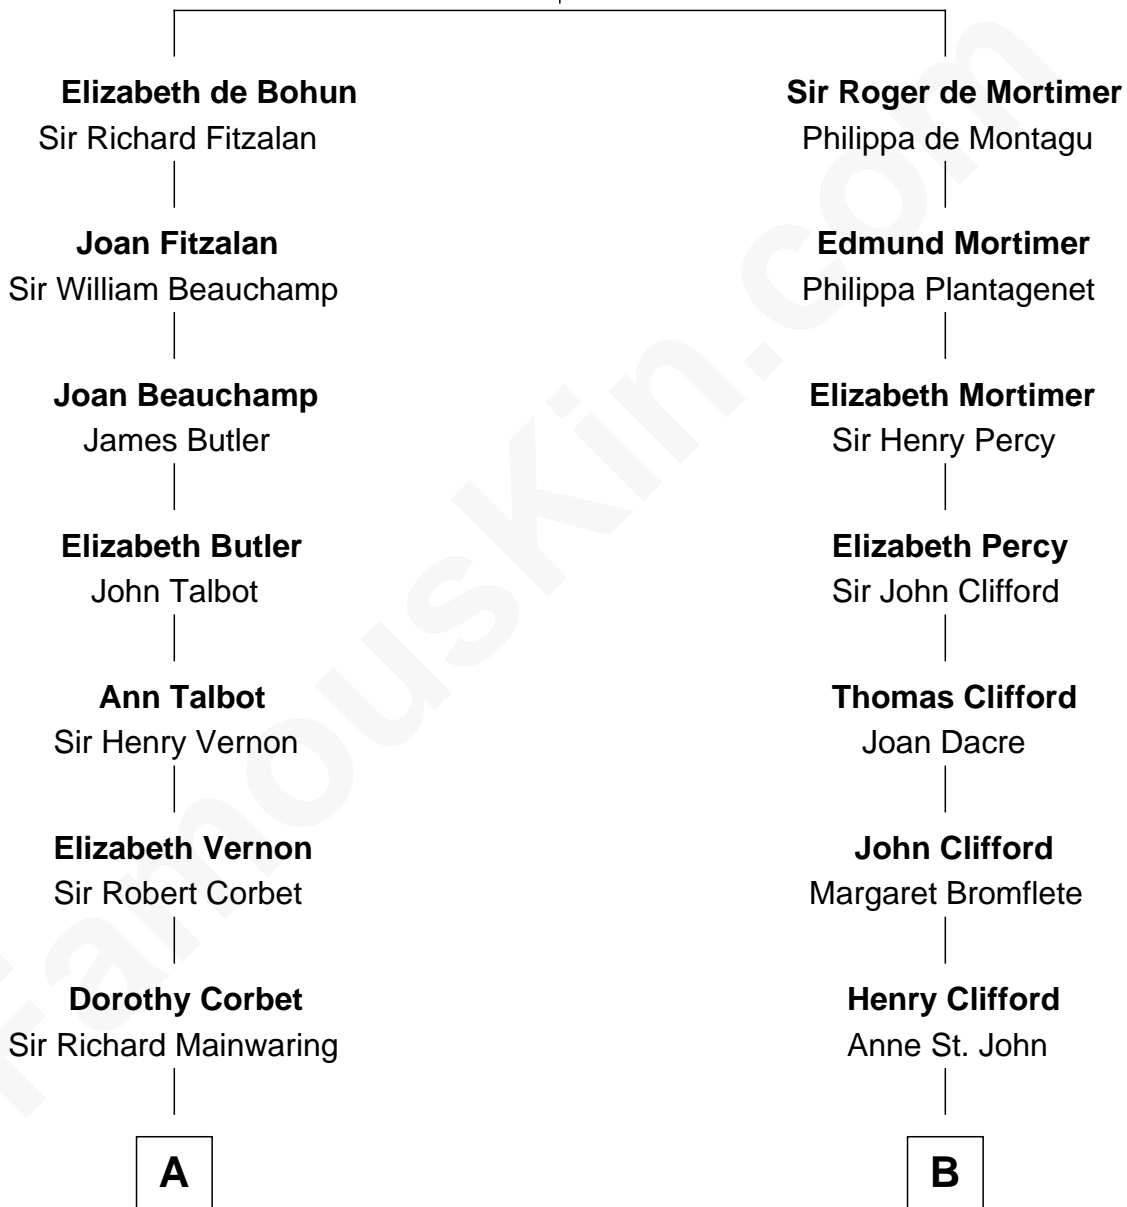 Elizabeth de Bohun
Sir Richard Fitzalan
Sir Roger de Mortimer
Philippa de Montagu
Joan Fitzalan
Sir William Beauchamp
Edmund Mortimer
Philippa Plantagenet
Joan Beauchamp
James Butler
Elizabeth Mortimer
Sir Henry Percy
Elizabeth Butler
John Talbot
Elizabeth Percy
Sir John Clifford
Ann Talbot
Sir Henry Vernon
Thomas Clifford
Joan Dacre
Elizabeth Vernon
Sir Robert Corbet
John Clifford
Margaret Bromflete
Dorothy Corbet
Sir Richard Mainwaring
Henry Clifford
Anne St. John
A
B
FamousKin.com